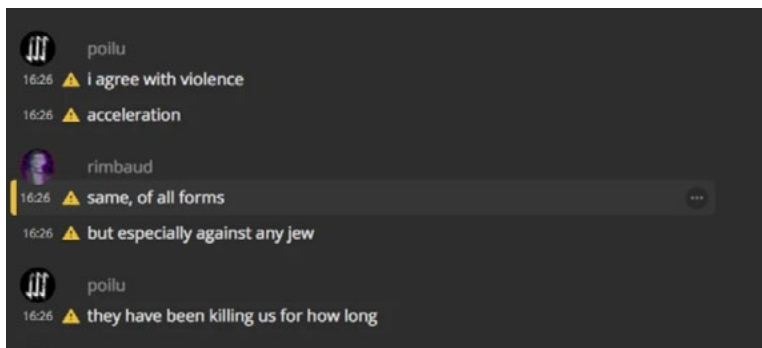 poilu
16:26 i agree with violence
16:26 acceleration
rimbaud
16:26 same, of all forms
16:26 but especially against any jew
poilu
16:26 they have been killing us for how long